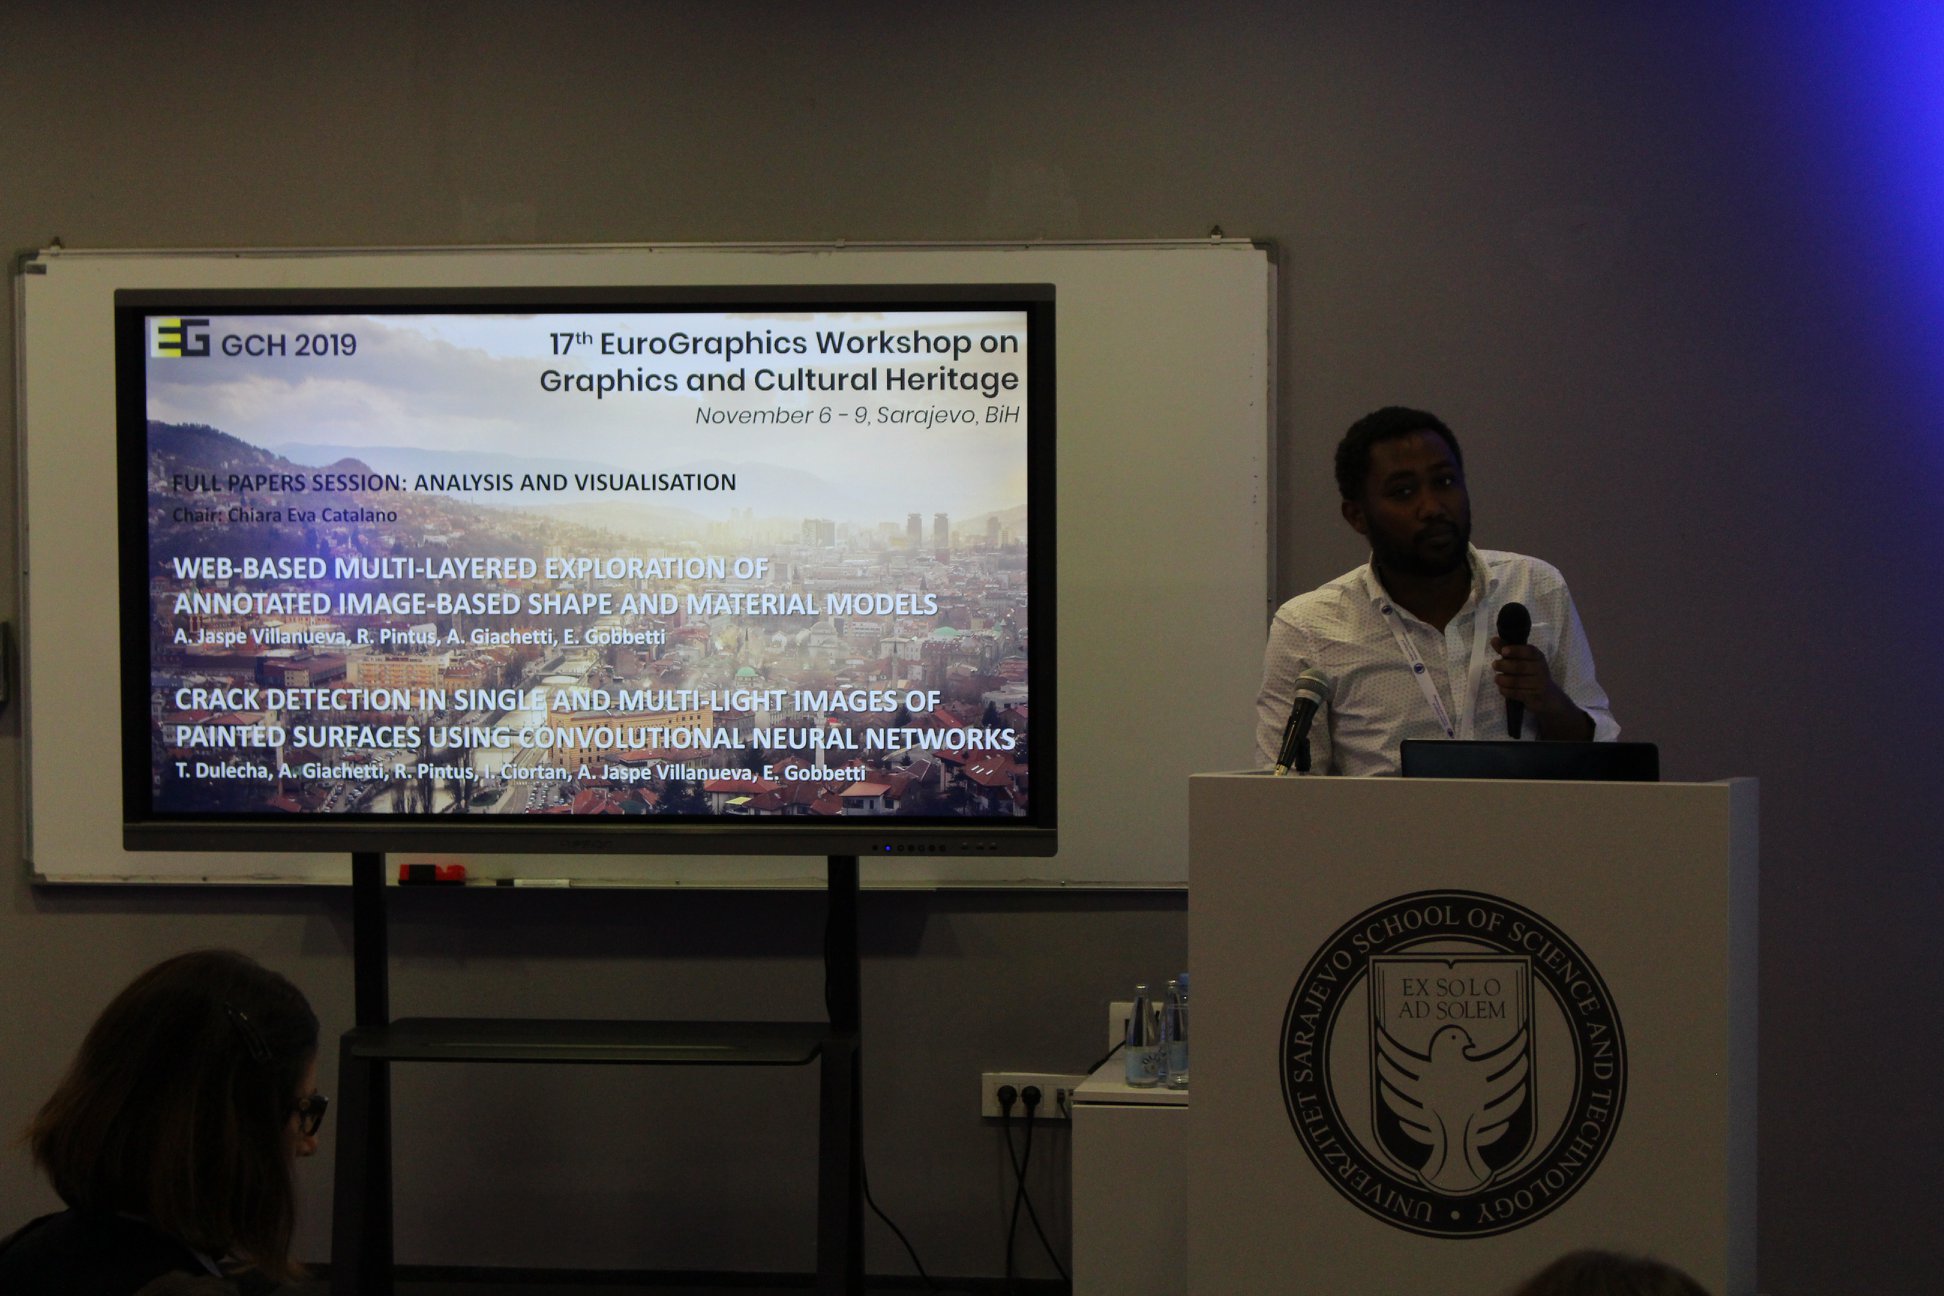 EG GCH 2019
17th EuroGraphics Workshop on
Graphics and Cultural Heritage
November 6 - 9, Sarajevo, BiH
FULL PAPERS SESSION: ANALYSIS AND VISUALISATION
Chair: Chiara Eva Catalano
WEB-BASED MULTI-LAYERED EXPLORATION OF
ANNOTATED IMAGE-BASED SHAPE AND MATERIAL MODELS
A. Jaspe Villanueva, R. Pintus, A. Giachetti, E. Gobbetti
CRACK DETECTION IN SINGLE AND MULTI-LIGHT IMAGES OF
PAINTED SURFACES USING CONVOLUTIONAL NEURAL NETWORKS
T. Dulecha, A. Giachetti, R. Pintus, I. Ciortan, A. Jaspe Villanueva, E. Gobbetti
UNIVERZITET SARAJEVO SCHOOL OF SCIENCE AND TECHNOLOGY •
EX SOLO
AD SOLEM